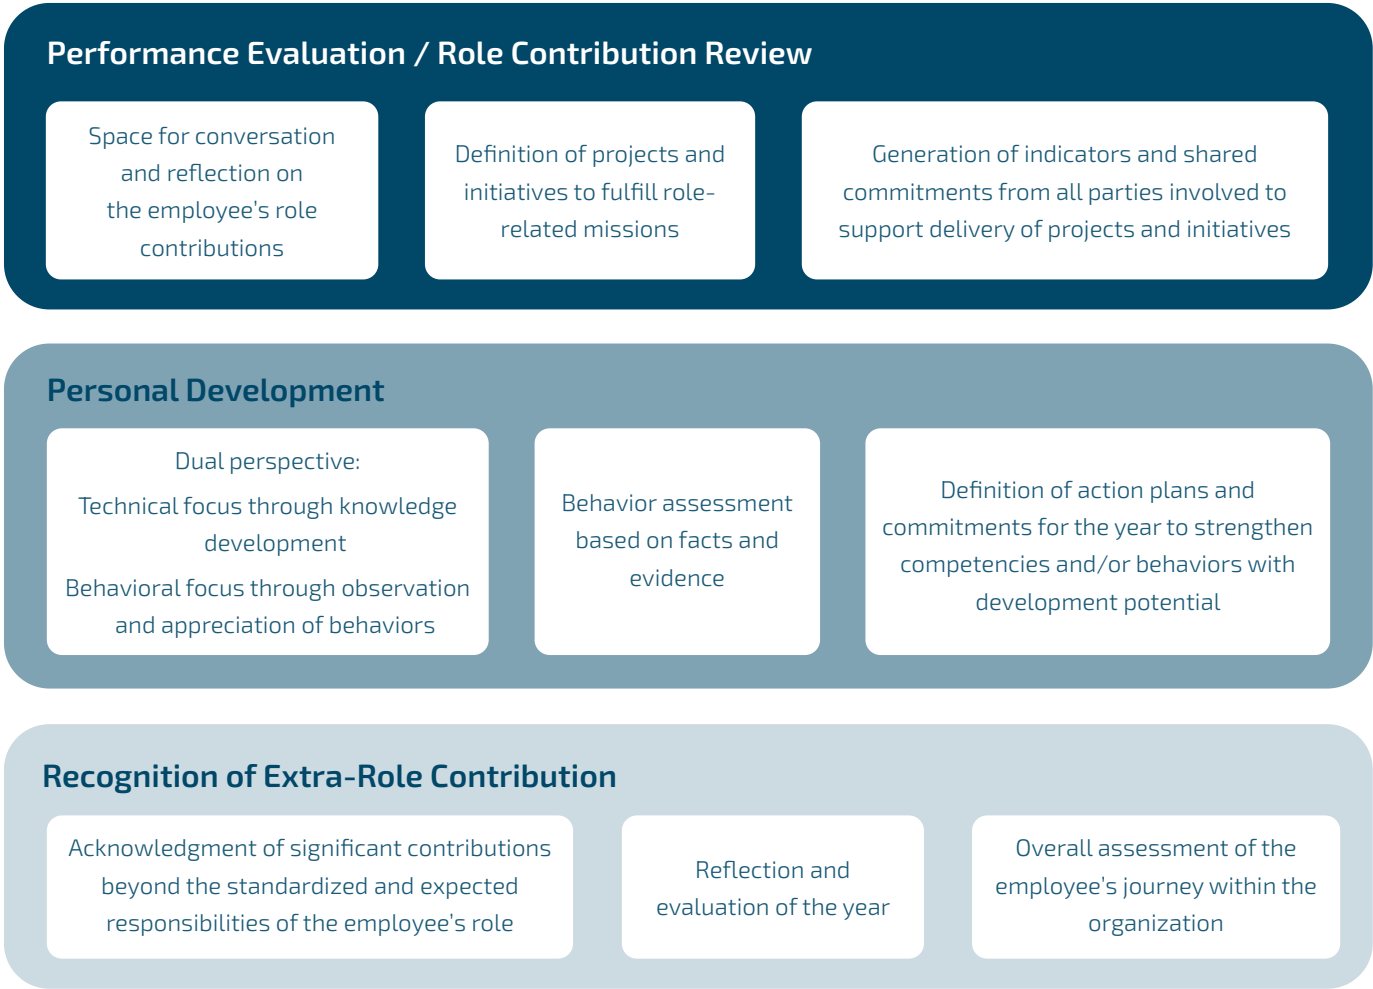 Performance Evaluation / Role Contribution Review
Space for conversation
and reflection on
the employee's role
contributions
Definition of projects and
initiatives to fulfill role-
related missions
Generation of indicators and shared
commitments from all parties involved to
support delivery of projects and initiatives
Personal Development
Dual perspective:
Technical focus through knowledge
development
Behavioral focus through observation
and appreciation of behaviors
Behavior assessment
based on facts and
evidence
Definition of action plans and
commitments for the year to strengthen
competencies and/or behaviors with
development potential
Recognition of Extra-Role Contribution
Acknowledgment of significant contributions
beyond the standardized and expected
responsibilities of the employee's role
Reflection and
evaluation of the year
Overall assessment of the
employee's journey within the
organization